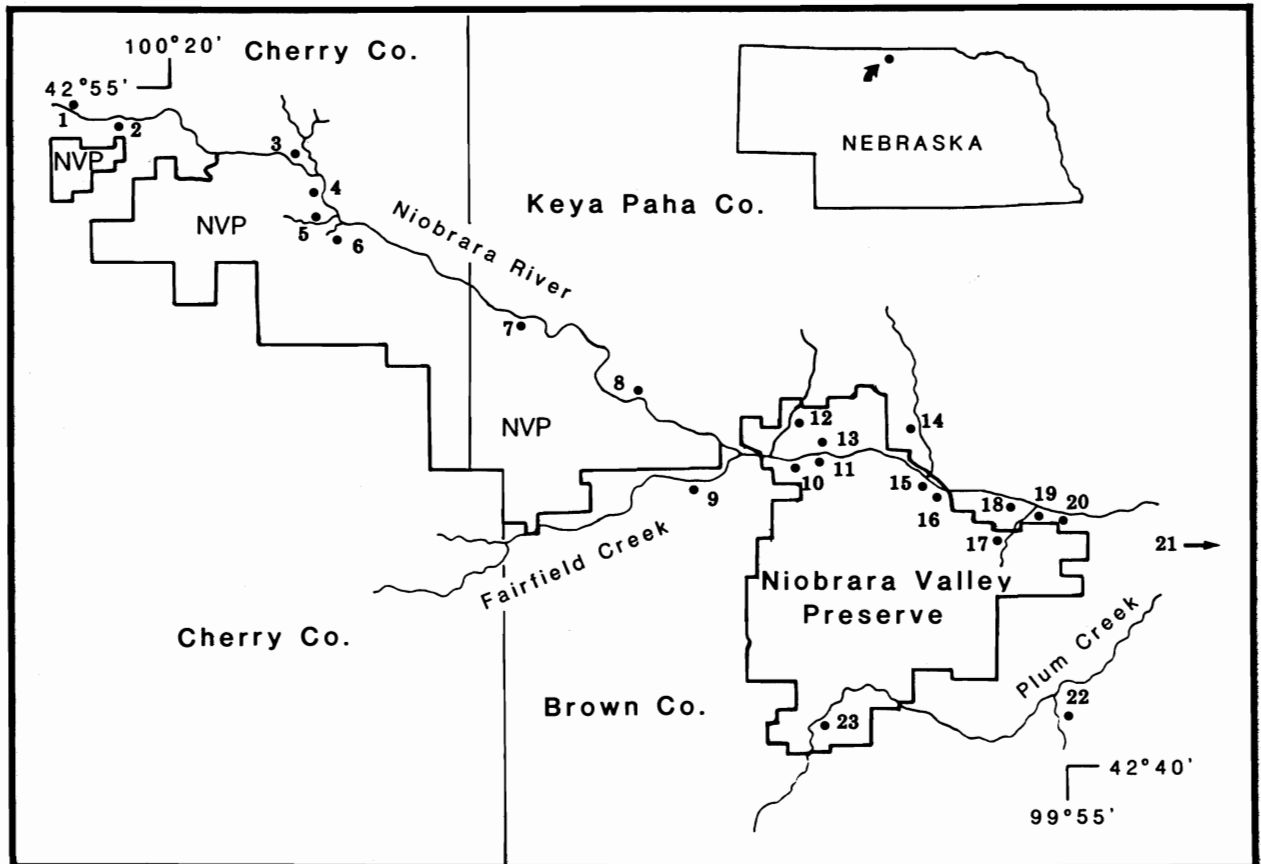 100°20'
Cherry Co.
42°55'
1
2
3
NVP
4
NVP
5
6
Niobrara River
NEBRASKA
Keya Paha Co.
7
8
NVP
12
13
14
10
11
9
15
16
18
19
20
17
21
Fairfield Creek
Niobrara Valley
Preserve
Cherry Co.
Plum Creek
Brown Co.
22
23
42°40'
99°55'